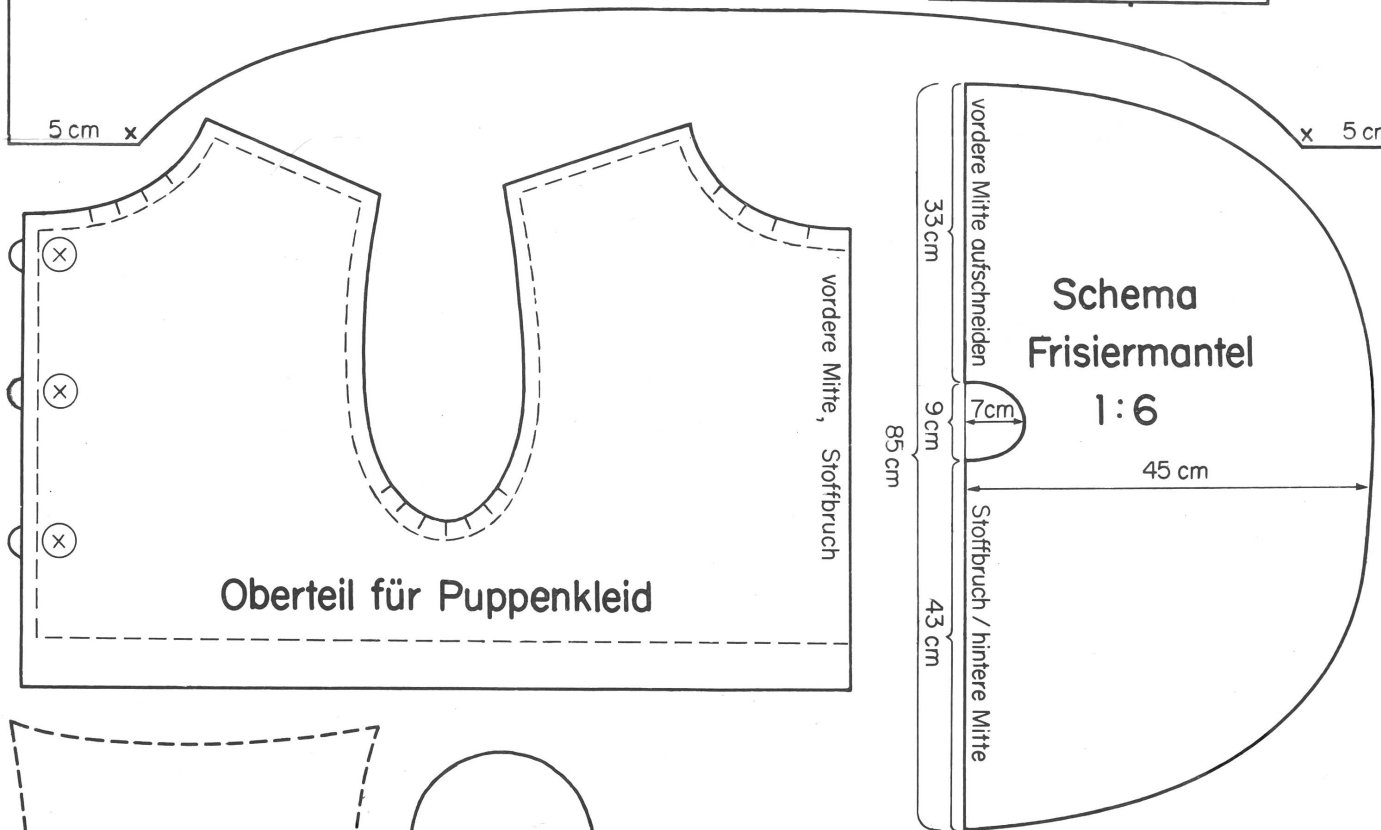 5 cm x
x 5 cm
vordere Mitte, Stoffbruch
Oberteil für Puppenkleid
x
x
x
85 cm
33 cm
9 cm
43 cm
vordere Mitte aufschneiden
7cm
Stoffbruch / hintere Mitte
45 cm
Schema
Frisiermantel
1:6